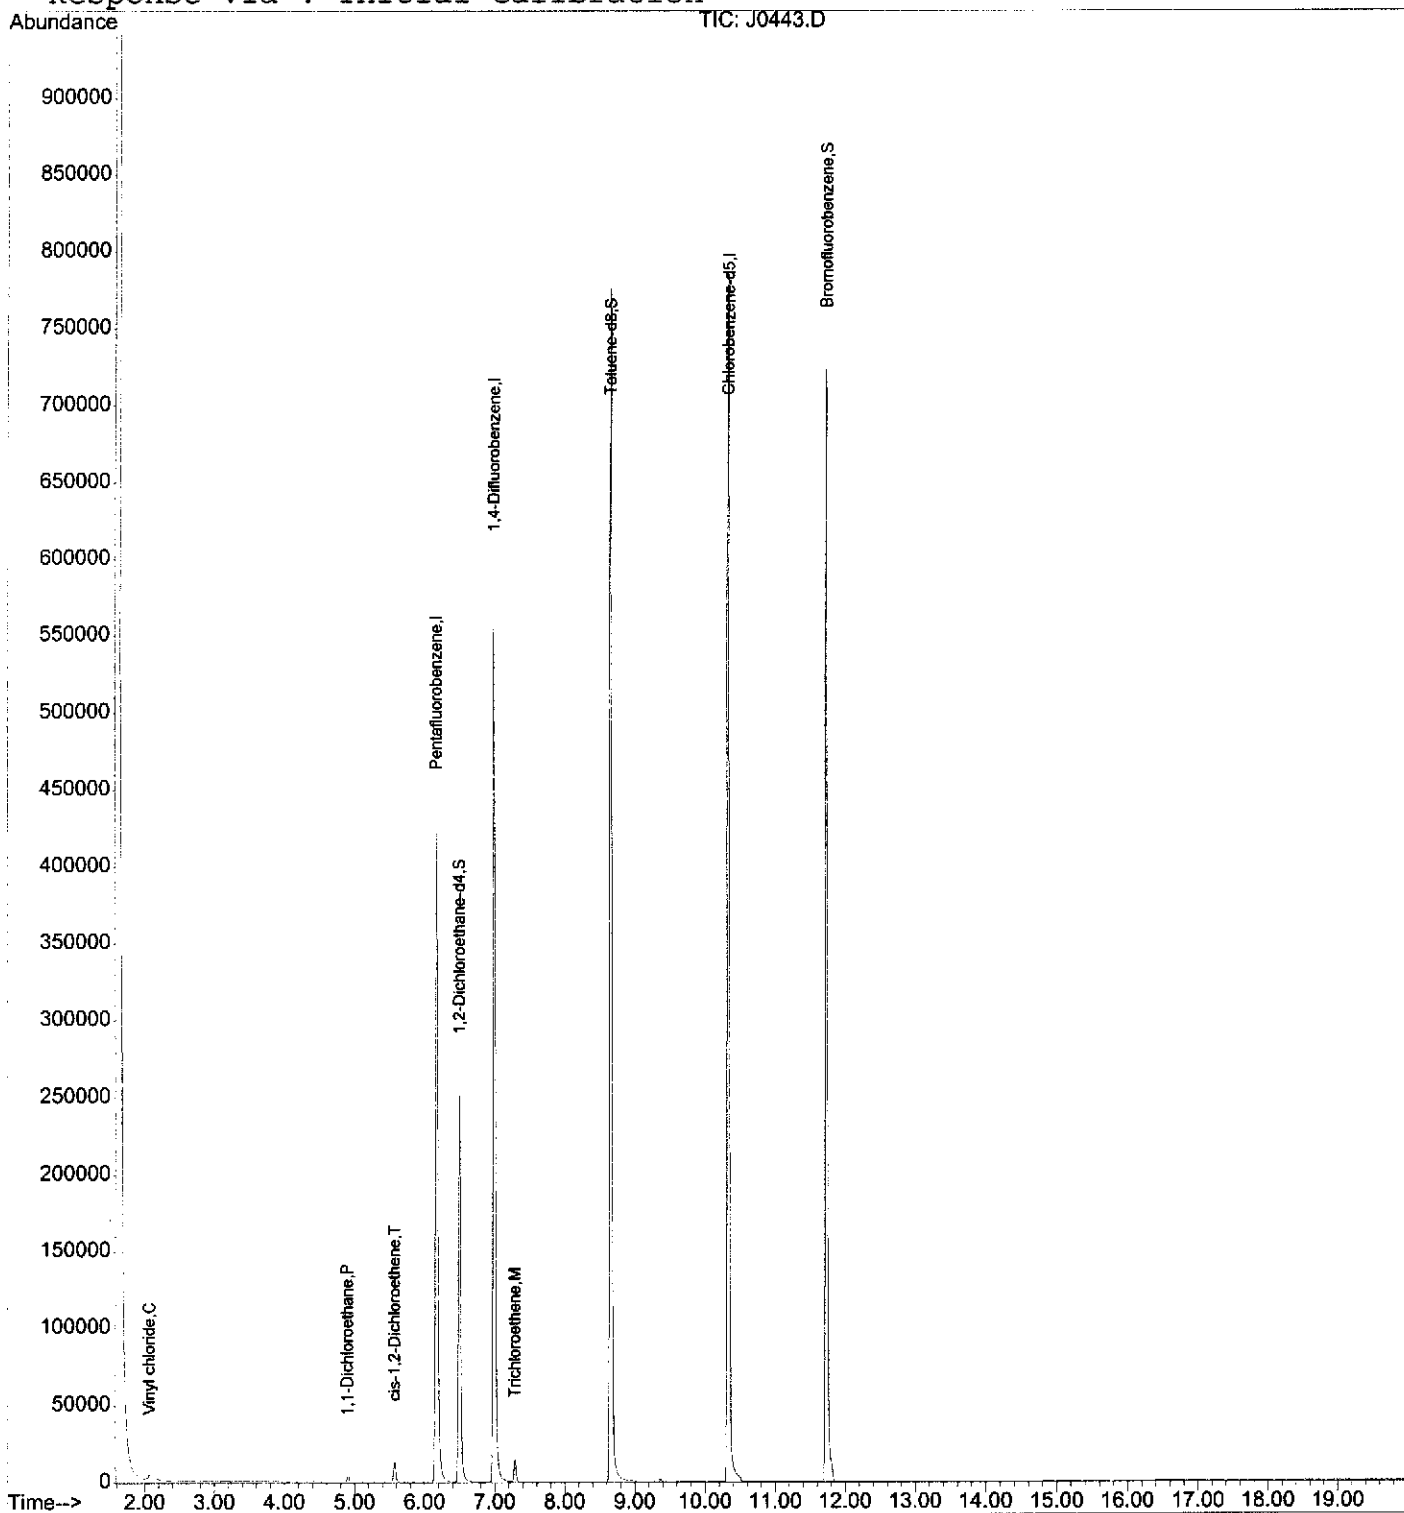 Response via : Initial Calibration
Abundance
TIC: J0443.D
900000
850000
800000
750000
700000
650000
600000
550000
500000
450000
400000
350000
300000
250000
200000
150000
100000
50000
0
Vinyl chloride,C
1,1-Dichloroethane,P
cis-1,2-Dichloroethene,T
Pentafluorobenzene,I
1,2-Dichloroethane-d4,S
1,4-Difluorobenzene,I
Trichloroethene,M
Toluene-d8,S
Chlorobenzene-d5,I
Bromofluorobenzene,S
Time--> 2.00 3.00 4.00 5.00 6.00 7.00 8.00 9.00 10.00 11.00 12.00 13.00 14.00 15.00 16.00 17.00 18.00 19.00